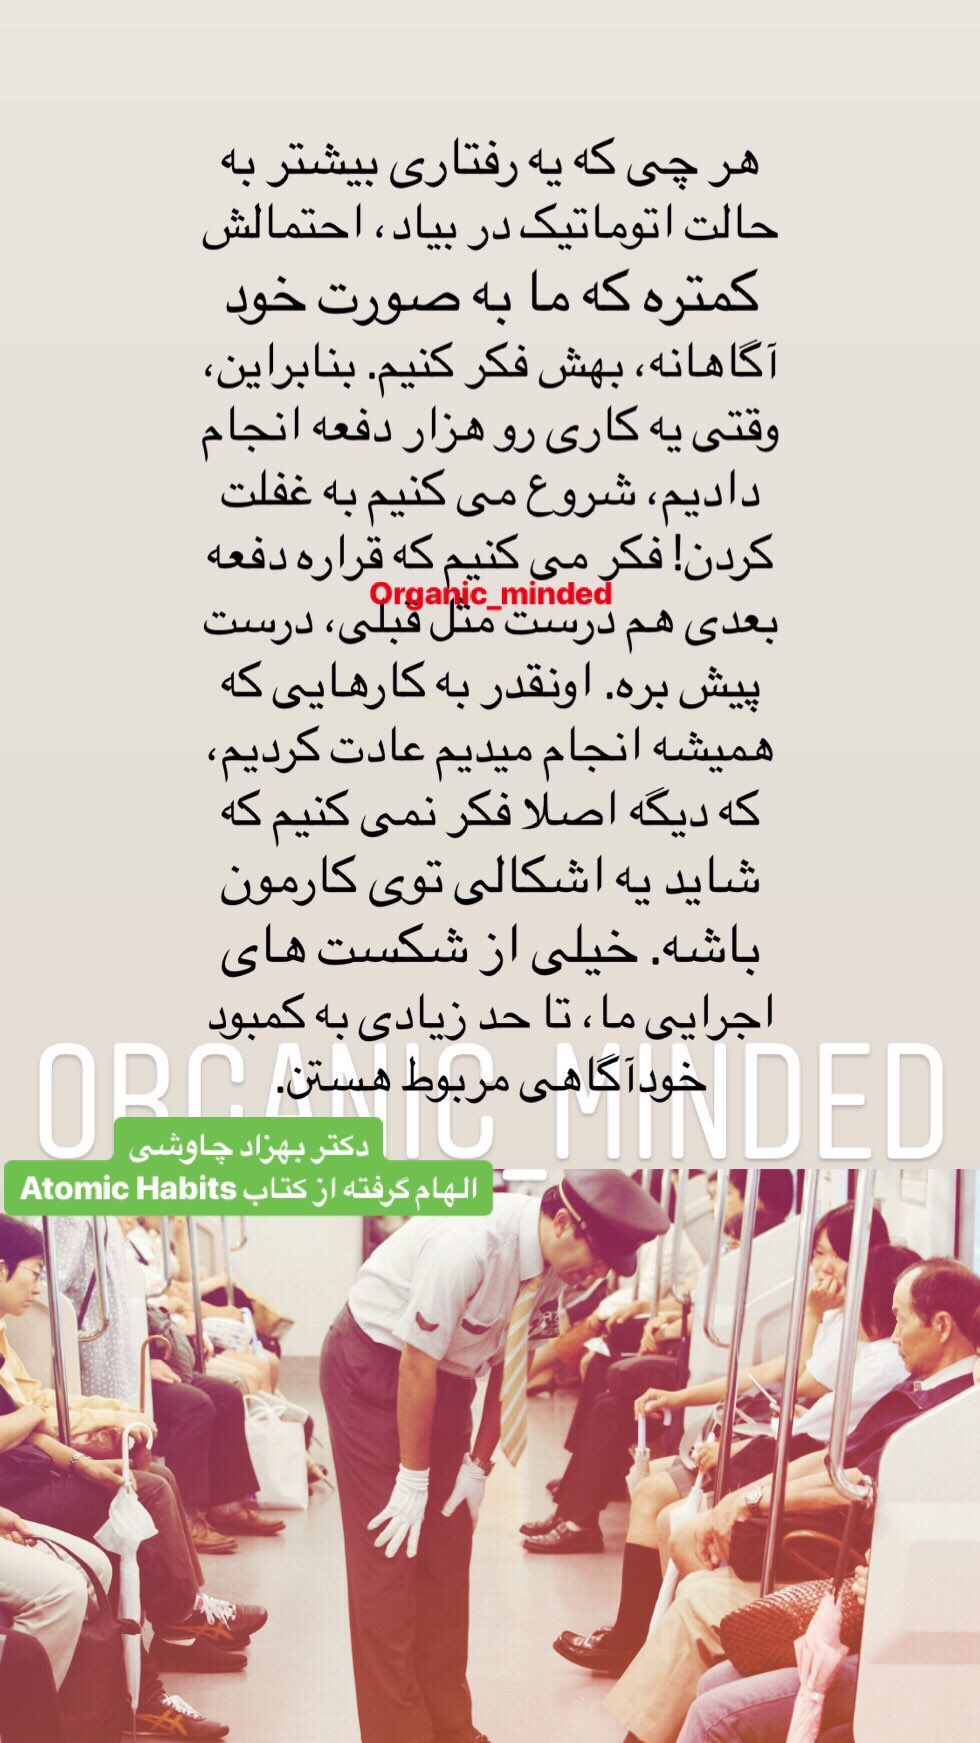 هر چی که یه رفتاری بیشتر به
حالت اتوماتیک در بیاد، احتمالش
کمتره که ما به صورت خود
آگاهانه، بهش فکر کنیم. بنابراین،
وقتی یه کاری رو هزار دفعه انجام
دادیم، شروع می کنیم به غفلت
کردن! فکر می کنیم که قراره دفعه
Organic_minded
بعدی هم درست مثل قبلی، درست
پیش بره. اونقدر به کارهایی که
همیشه انجام میدیم عادت کردیم،
که دیگه اصلا فکر نمی کنیم که
شاید یه اشکالی توی کارمون
باشه. خیلی از شکست های
اجرایی ما، تا حد زیادی به کمبود
خودآگاهی مربوط هستن.
ORGANIC_MINDED
دکتر بهزاد چاوشی
الهام گرفته از کتاب Atomic Habits